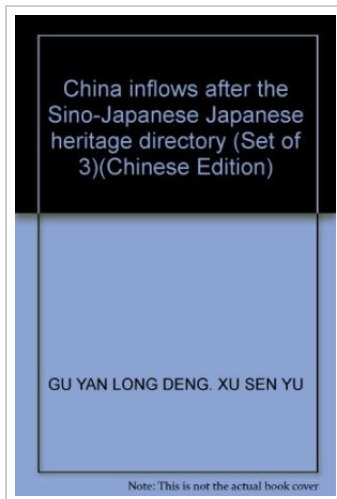 China inflows after the
Sino-Japanese Japanese
heritage directory (Set of
3)(Chinese Edition)
GU YAN LONG DENG. XU SEN YU
Note: This is not the actual book cover